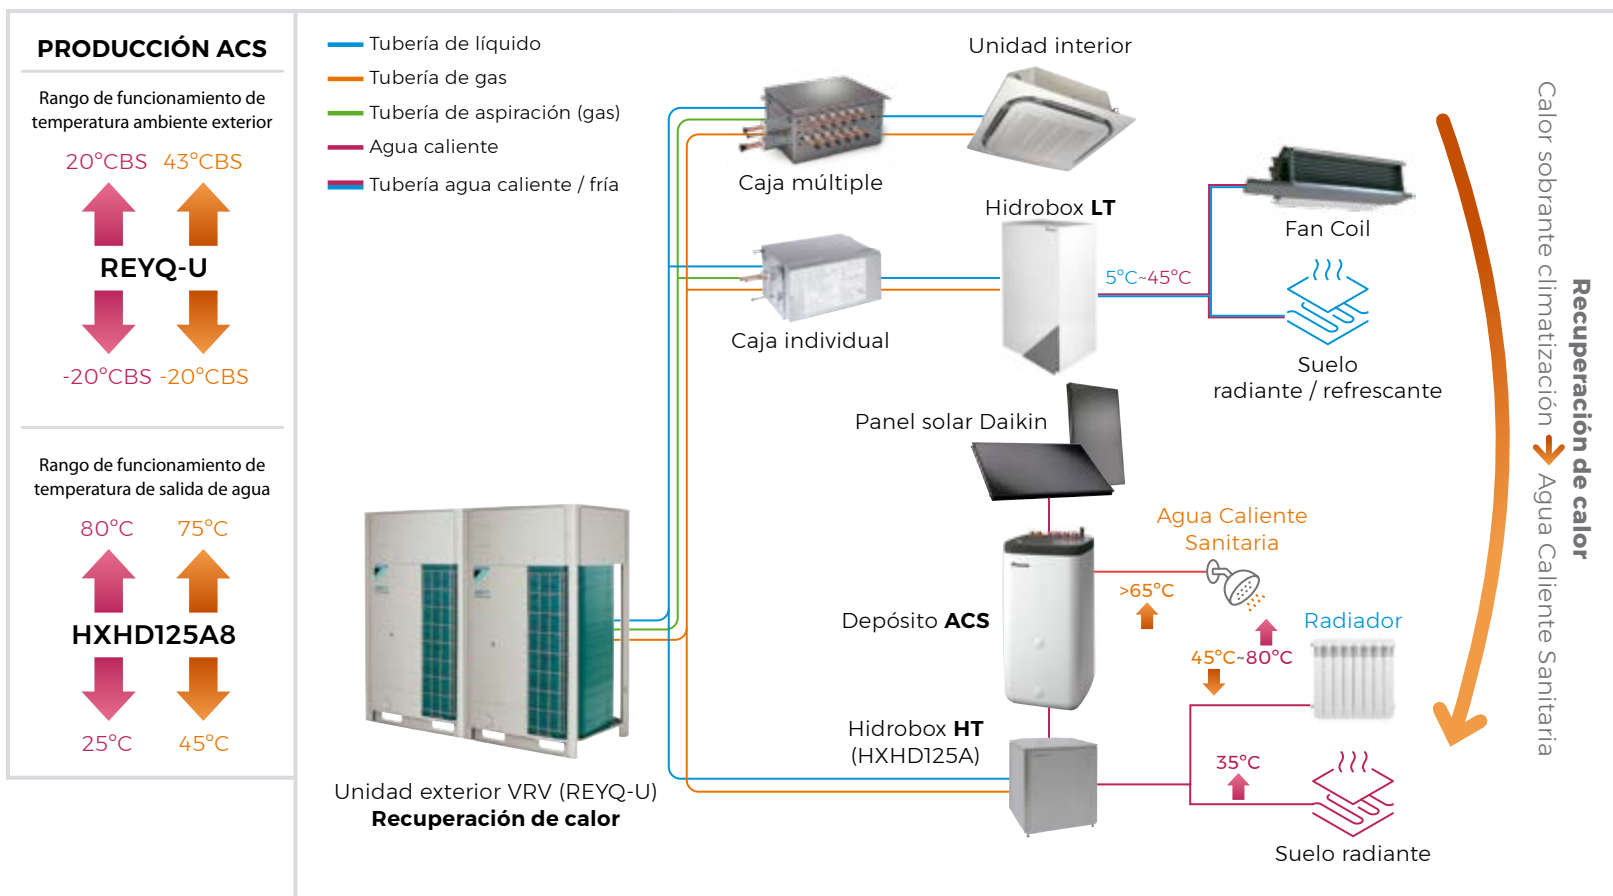 PRODUCCIÓN ACS
Rango de funcionamiento de
temperatura ambiente exterior
20°CBS 43°CBS
REYQ-U
-20°CBS -20°CBS
Rango de funcionamiento de
temperatura de salida de agua
80°C 75°C
HXHD125A8
25°C 45°C
Tubería de líquido
Tubería de gas
Tubería de aspiración (gas)
Agua caliente
Tubería agua caliente / fría
Unidad interior
Caja múltiple
Hidrobox LT
Fan Coil
5°C~45°C
Caja individual
Suelo
radiante / refrescante
Panel solar Daikin
Agua Caliente
Sanitaria
>65°C
Depósito ACS
Radiador
45°C~80°C
Hidrobox HT
(HXHD125A)
35°C
Suelo radiante
Unidad exterior VRV (REYQ-U)
Recuperación de calor
Recuperación de calor
Calor sobrante climatización Agua Caliente Sanitaria